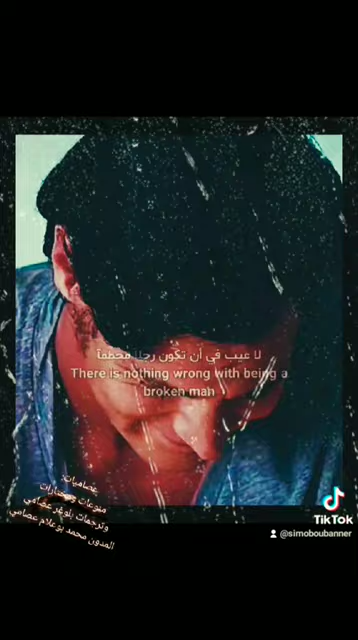 لا عيب في أن تكون رجلا محطما
There is nothing wrong with being a
broken man
عصاميات:
منوعات و مختارات
وترجمات بلوغر عصامي
المدون محمد بوعلام عصامي
TikTok
@simoboubanner